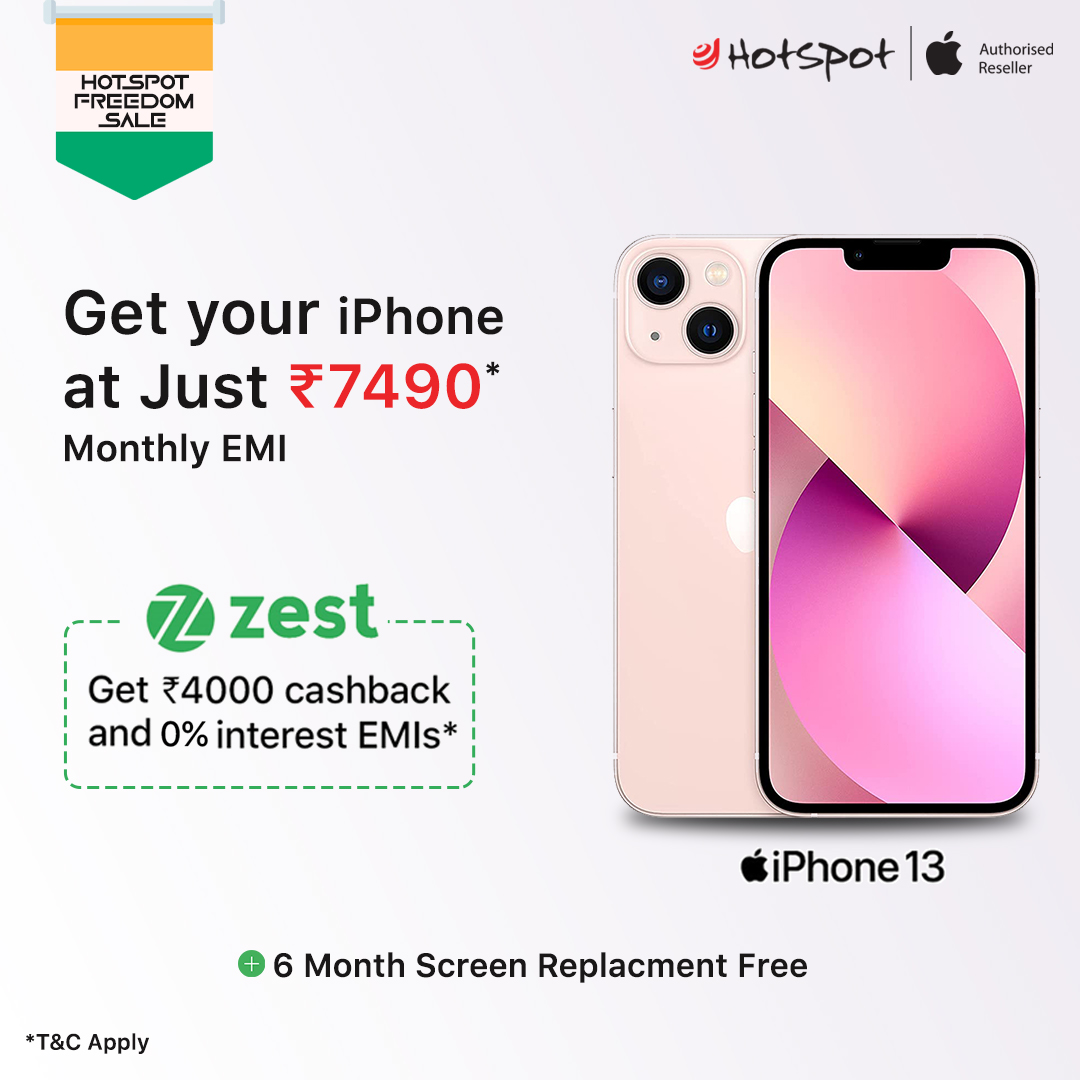 HOTSPOT
FREEDOM
SALE
Hotspot
Authorised
Reseller
Get your iPhone
at Just ₹7490*
Monthly EMI
zest
Get ₹4000 cashback
and 0% interest EMIs*
iPhone 13
6 Month Screen Replacment Free
*T&C Apply